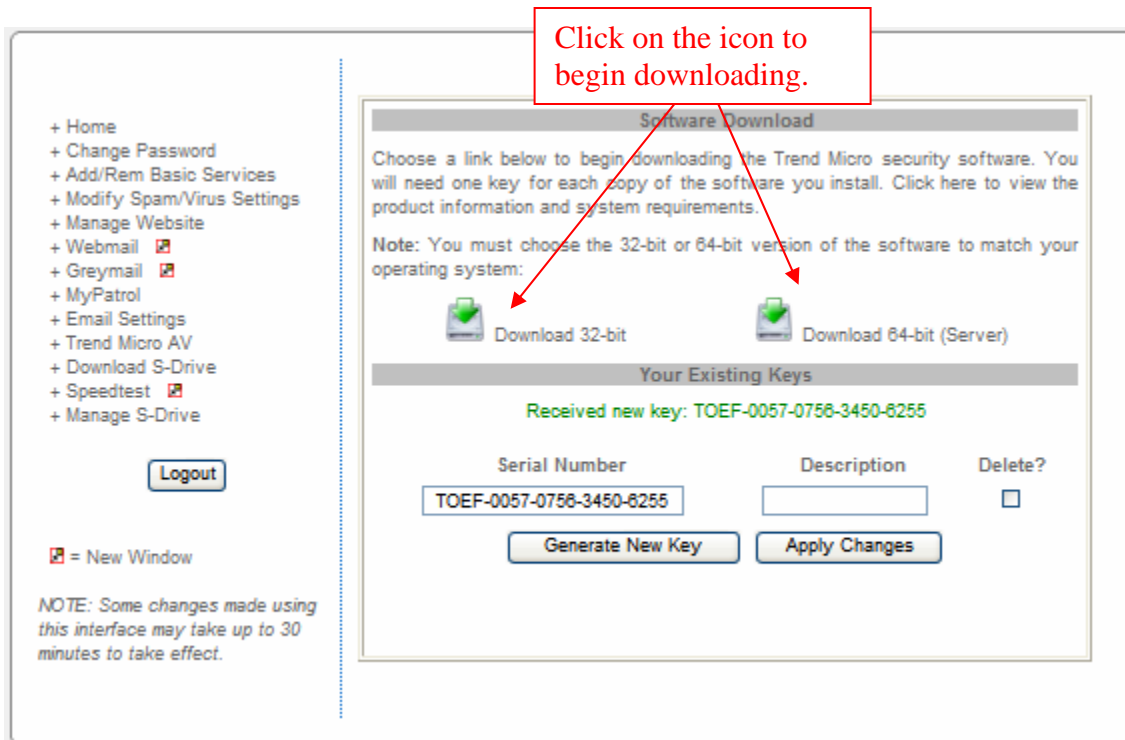 Click on the icon to
begin downloading.
+ Home
+ Change Password
+ Add/Rem Basic Services
+ Modify Spam/Virus Settings
+ Manage Website
+ Webmail
+ Greymail
+ MyPatrol
+ Email Settings
+ Trend Micro AV
+ Download S-Drive
+ Speedtest
+ Manage S-Drive
Logout
= New Window
NOTE: Some changes made using
this interface may take up to 30
minutes to take effect.
Software Download
Choose a link below to begin downloading the Trend Micro security software. You
will need one key for each copy of the software you install. Click here to view the
product information and system requirements.
Note: You must choose the 32-bit or 64-bit version of the software to match your
operating system:
Download 32-bit Download 64-bit (Server)
Your Existing Keys
Received new key: TOEF-0057-0756-3450-6255
Serial Number Description Delete?
TOEF-0057-0756-3450-6255
Generate New Key Apply Changes